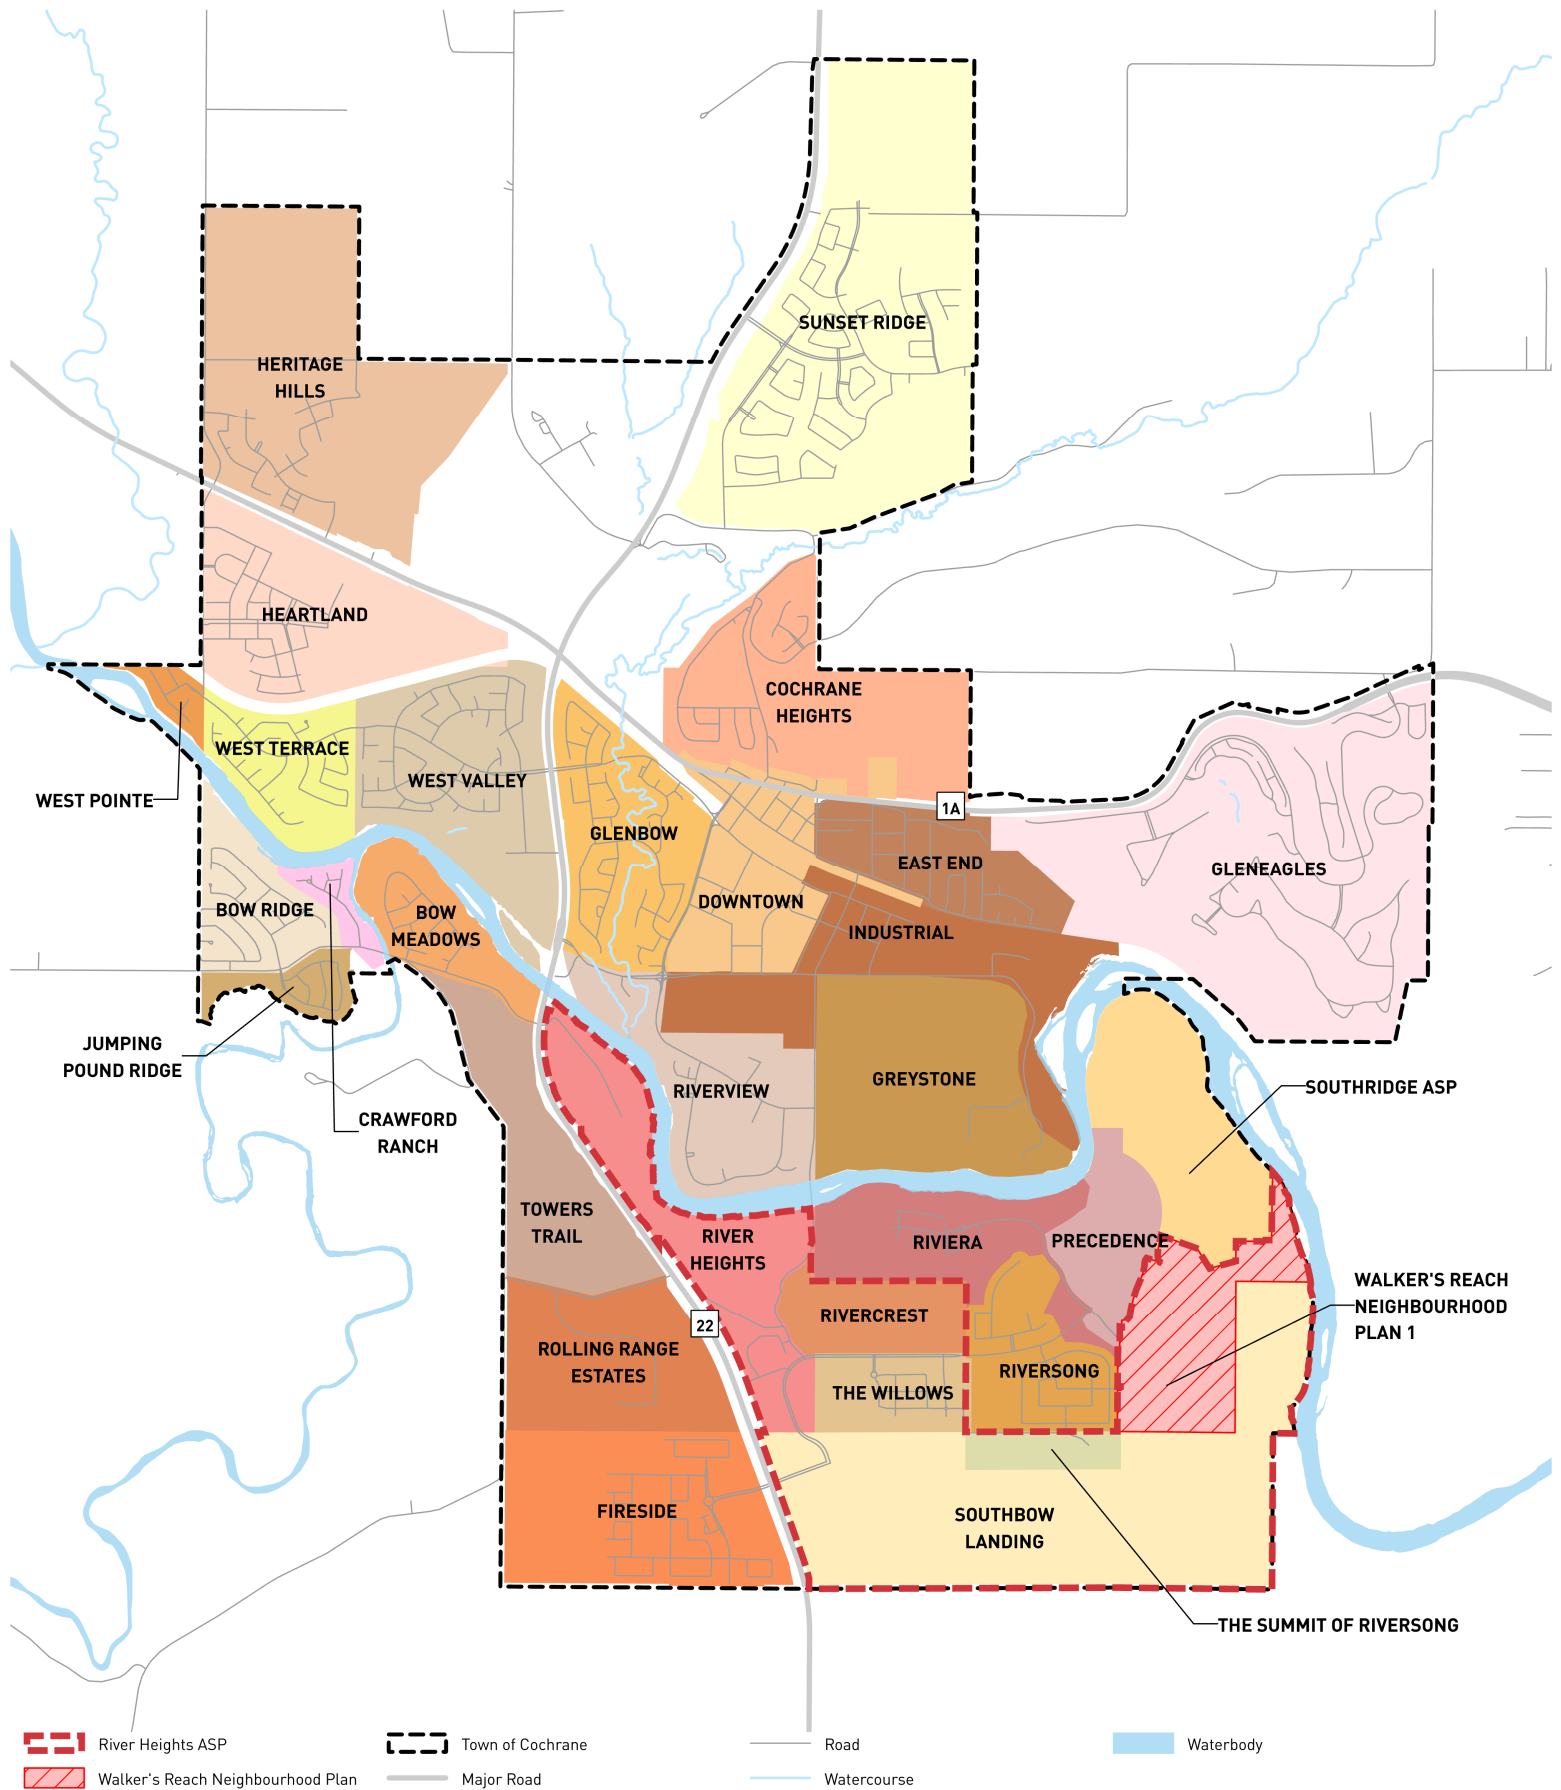 SUNSET RIDGE
HERITAGE
HILLS
HEARTLAND
COCHRANE
HEIGHTS
WEST TERRACE
WEST VALLEY
WEST POINTE
1A
GLENBOW
EAST END
GLENEAGLES
DOWNTOWN
BOW RIDGE
BOW
MEADOWS
INDUSTRIAL
JUMPING
POUND RIDGE
GREYSTONE
RIVERVIEW
SOUTHRIDGE ASP
CRAWFORD
RANCH
TOWERS
TRAIL
RIVER
HEIGHTS
RIVIERA
PRECEDENCE
WALKER'S REACH
NEIGHBOURHOOD
PLAN 1
RIVERCREST
22
ROLLING RANGE
ESTATES
RIVERSONG
THE WILLOWS
FIRESIDE
SOUTHBOW
LANDING
THE SUMMIT OF RIVERSONG
River Heights ASP
Town of Cochrane
Road
Waterbody
Walker's Reach Neighbourhood Plan
Major Road
Watercourse